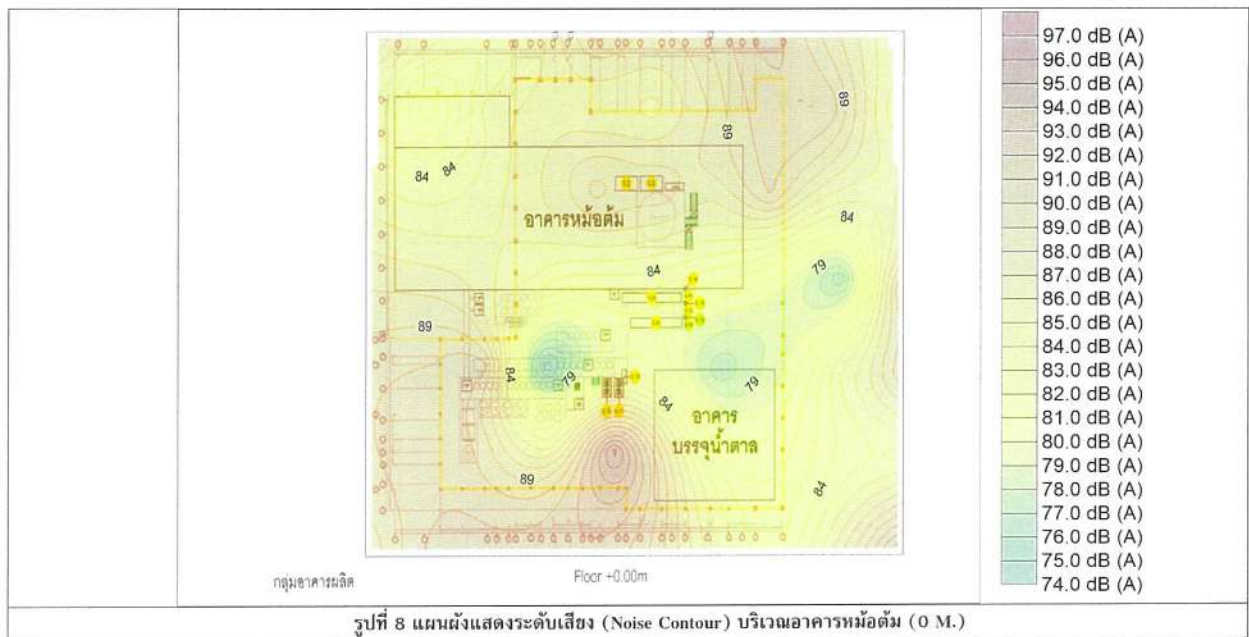 97.0 dB (A)
96.0 dB (A)
95.0 dB (A)
94.0 dB (A)
93.0 dB (A)
92.0 dB (A)
91.0 dB (A)
90.0 dB (A)
89.0 dB (A)
88.0 dB (A)
87.0 dB (A)
86.0 dB (A)
85.0 dB (A)
84.0 dB (A)
83.0 dB (A)
82.0 dB (A)
81.0 dB (A)
80.0 dB (A)
79.0 dB (A)
78.0 dB (A)
77.0 dB (A)
76.0 dB (A)
75.0 dB (A)
74.0 dB (A)
89
89
84
84
84
อาคารหม้อต้ม
84
79
89
84
79
79
84
อาคาร
บรรจุน้ำตาล
89
84
กลุ่มอาคารผลิต
Floor +0.00m
รูปที่ 8 แผนผังแสดงระดับเสียง (Noise Contour) บริเวณอาคารหม้อต้ม (0 M.)